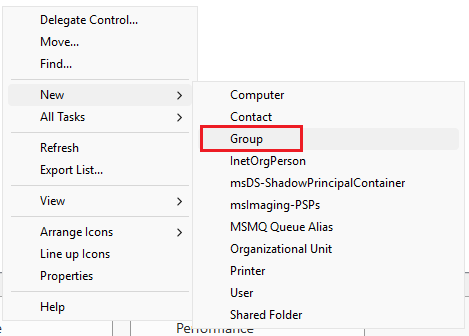 Delegate Control...
Move...
Find...
New
All Tasks
Refresh
Export List...
View
Arrange Icons
Line up Icons
Properties
Help
Computer
Contact
Group
InetOrgPerson
msDS-ShadowPrincipalContainer
msImaging-PSPs
MSMQ Queue Alias
Organizational Unit
Printer
User
Shared Folder